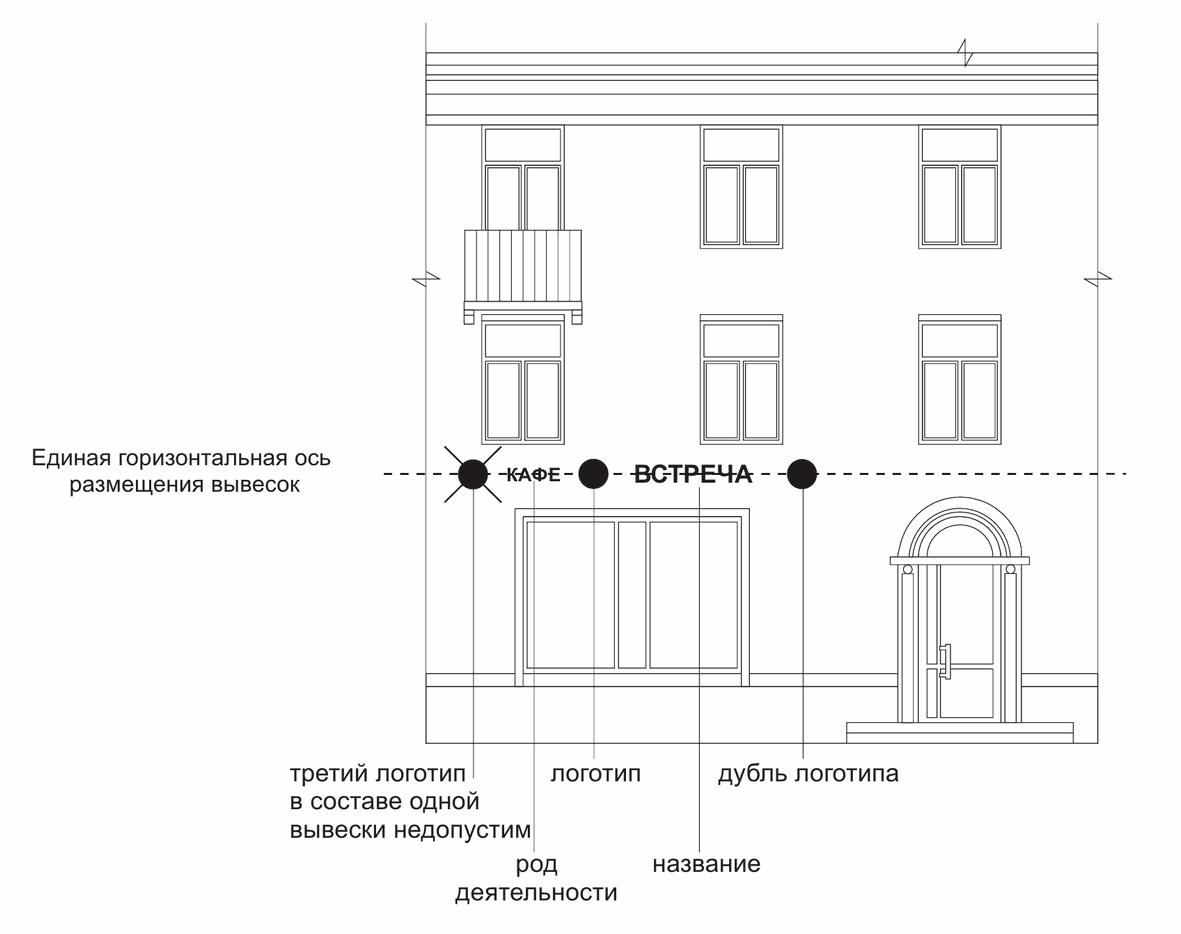 Единая горизонтальная ось
размещения вывесок
КАФЕ ВСТРЕЧА
третий логотип
в составе одной
вывески недопустим
логотип
дубль логотипа
род
деятельности
название